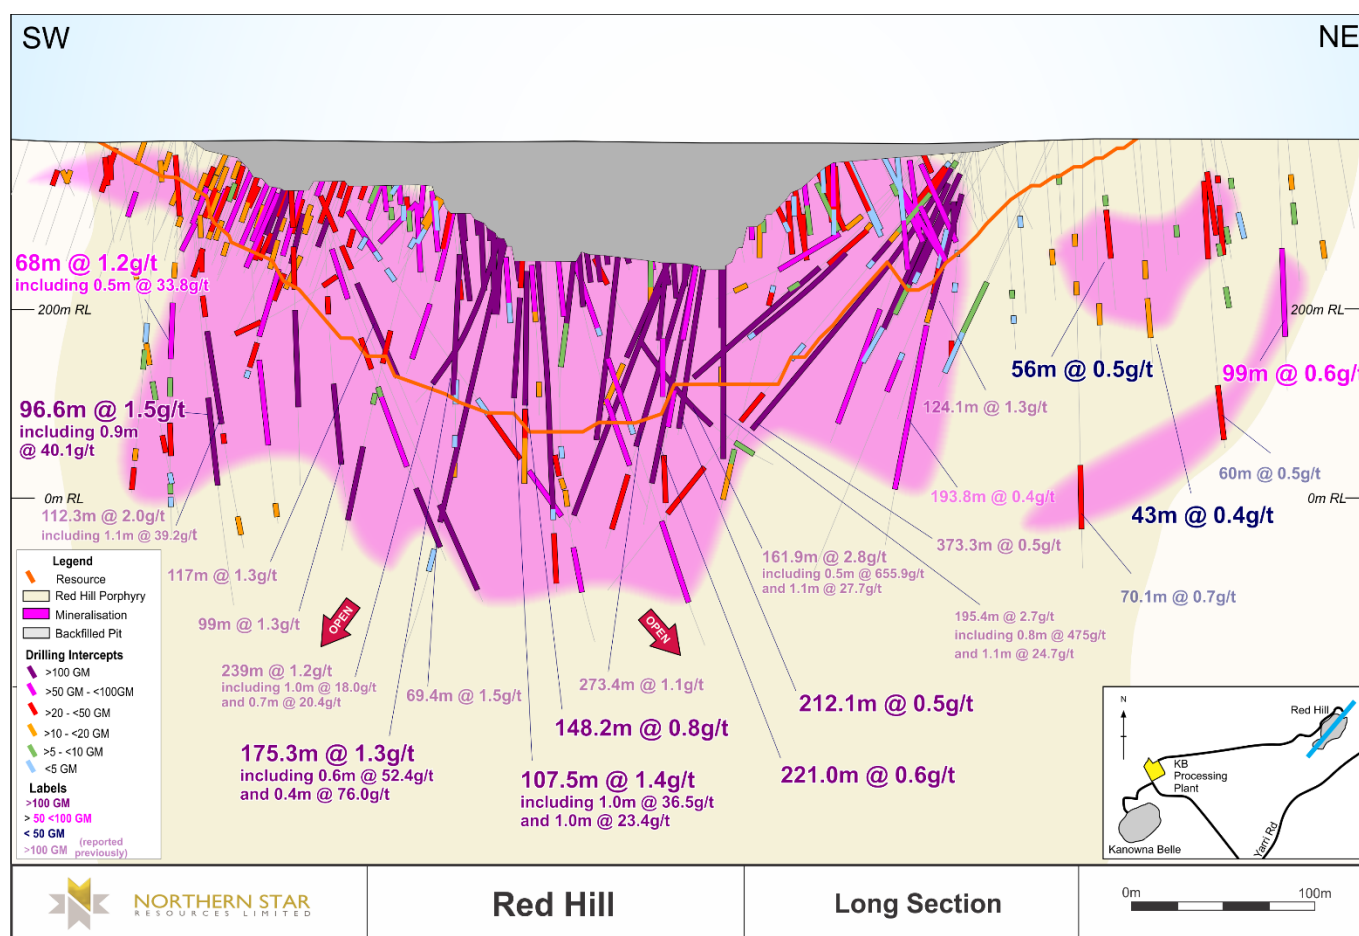 SW
NE
68m @ 1.2g/t
including 0.5m @ 33.8g/t
200m RL
200m RL
96.6m @ 1.5g/t
including 0.9m
@ 40.1g/t
0m RL
0m RL
112.3m @ 2.0g/t
including 1.1m @ 39.2g/t
117m @ 1.3g/t
99m @ 1.3g/t
239m @ 1.2g/t
including 1.0m @ 18.0g/t
and 0.7m @ 20.4g/t
175.3m @ 1.3g/t
including 0.6m @ 52.4g/t
and 0.4m @ 76.0g/t
69.4m @ 1.5g/t
148.2m @ 0.8g/t
107.5m @ 1.4g/t
including 1.0m @ 36.5g/t
and 1.0m @ 23.4g/t
273.4m @ 1.1g/t
212.1m @ 0.5g/t
221.0m @ 0.6g/t
161.9m @ 2.8g/t
including 0.5m @ 655.9g/t
and 1.1m @ 27.7g/t
195.4m @ 2.7g/t
including 0.8m @ 475g/t
and 1.1m @ 24.7g/t
373.3m @ 0.5g/t
193.8m @ 0.4g/t
124.1m @ 1.3g/t
56m @ 0.5g/t
99m @ 0.6g/t
60m @ 0.5g/t
43m @ 0.4g/t
70.1m @ 0.7g/t
OPEN
OPEN
Legend
Resource
Red Hill Porphyry
Mineralisation
Backfilled Pit
Drilling Intercepts
>100 GM
>50 GM - <100GM
>20 - <50 GM
>10 - <20 GM
>5 - <10 GM
<5 GM
Labels
>100 GM
> 50 <100 GM
< 50 GM
>100 GM (reported previously)
N
Red Hill
KB
Processing
Plant
Kanowna Belle
Yarri Rd
NORTHERN STAR
RESOURCES LIMITED
Red Hill
Long Section
0m
100m